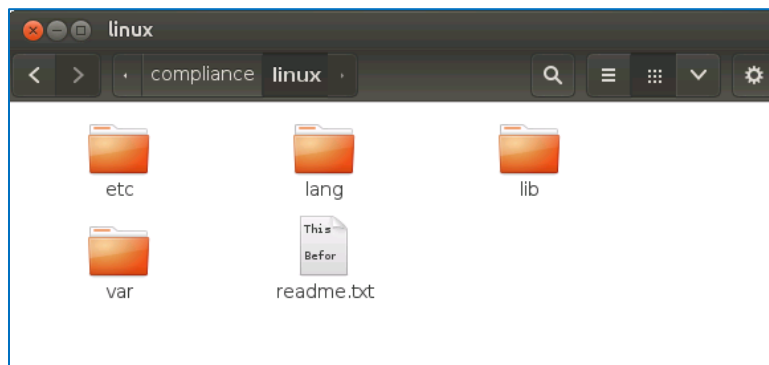 linux
compliance linux
etc lang lib
This
Befor
var readme.txt